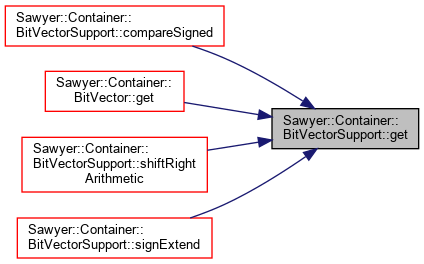 Sawyer::Container::
BitVectorSupport::compareSigned
Sawyer::Container::
BitVector::get
Sawyer::Container::
BitVectorSupport::get
Sawyer::Container::
BitVectorSupport::shiftRight
Arithmetic
Sawyer::Container::
BitVectorSupport::signExtend